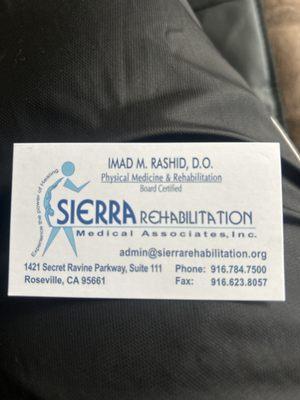 IMAD M. RASHID, D.O.
Physical Medicine & Rehabilitation
Board Certified
Experience the power of Healing
SIERRA REHABILITATION
Medical Associates, Inc.
admin@sierrarehabilitation.org
1421 Secret Ravine Parkway, Suite 111 Phone: 916.784.7500
Roseville, CA 95661 Fax: 916.623.8057